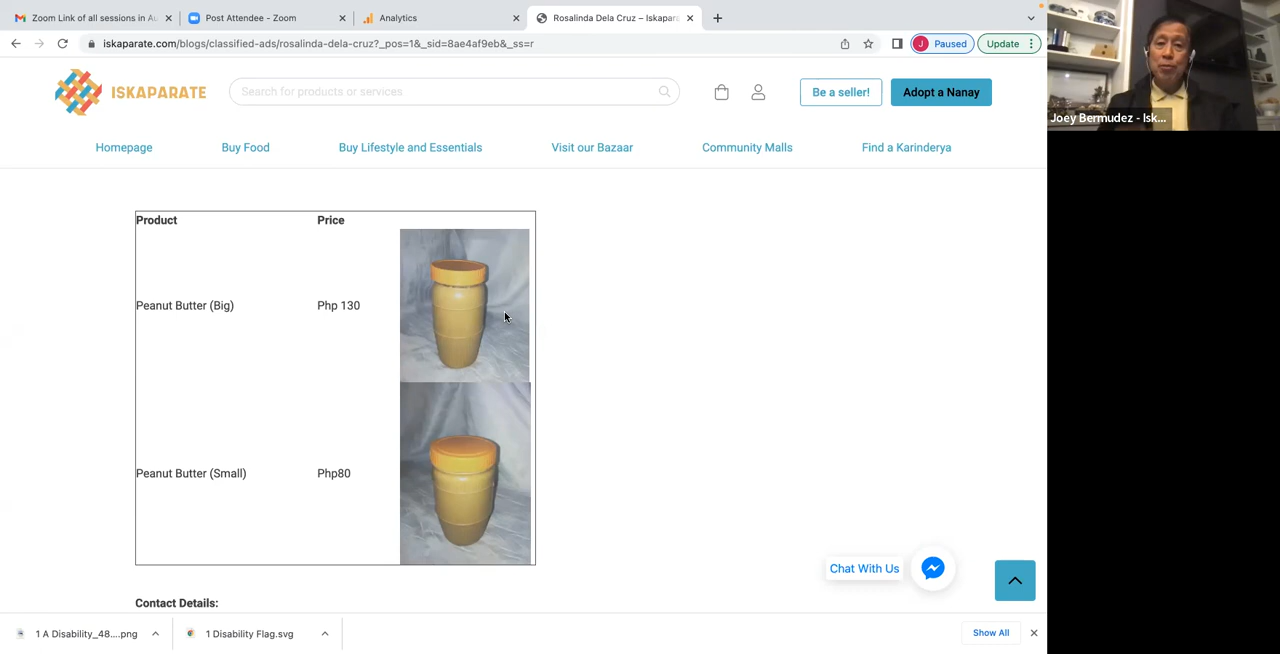 Zoom Link of all sessions in Au
Post Attendee - Zoom
Analytics
Rosalinda Dela Cruz – Iskapara
iskaparate.com/blogs/classified-ads/rosalinda-dela-cruz?_pos=1&_sid=8ae4af9eb&_ss=r
J Paused
Update
Joey Bermudez - Isk...
ISKAPARATE
Search for products or services
Be a seller!
Adopt a Nanay
Homepage
Buy Food
Buy Lifestyle and Essentials
Visit our Bazaar
Community Malls
Find a Karinderya
Product Price
Peanut Butter (Big) Php 130
Peanut Butter (Small) Php80
Chat With Us
Contact Details:
1 A Disability_48....png
1 Disability Flag.svg
Show All